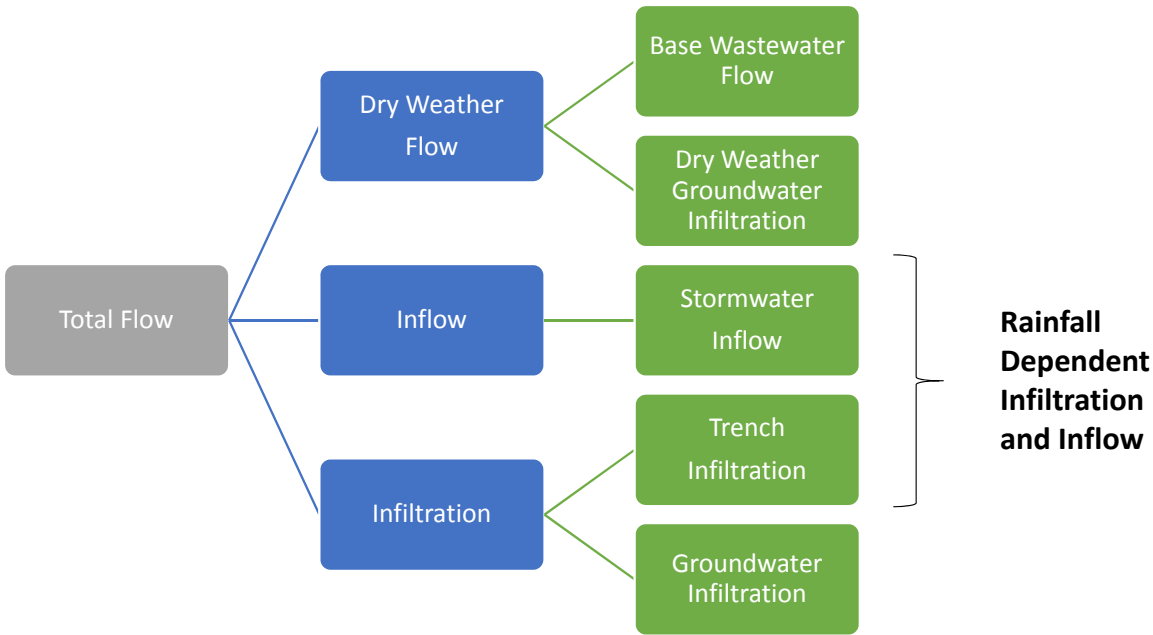 Base Wastewater
Flow
Dry Weather
Flow
Dry Weather
Groundwater
Infiltration
Total Flow
Inflow
Stormwater
Inflow
Rainfall
Dependent
Infiltration
and Inflow
Trench
Infiltration
Infiltration
Groundwater
Infiltration